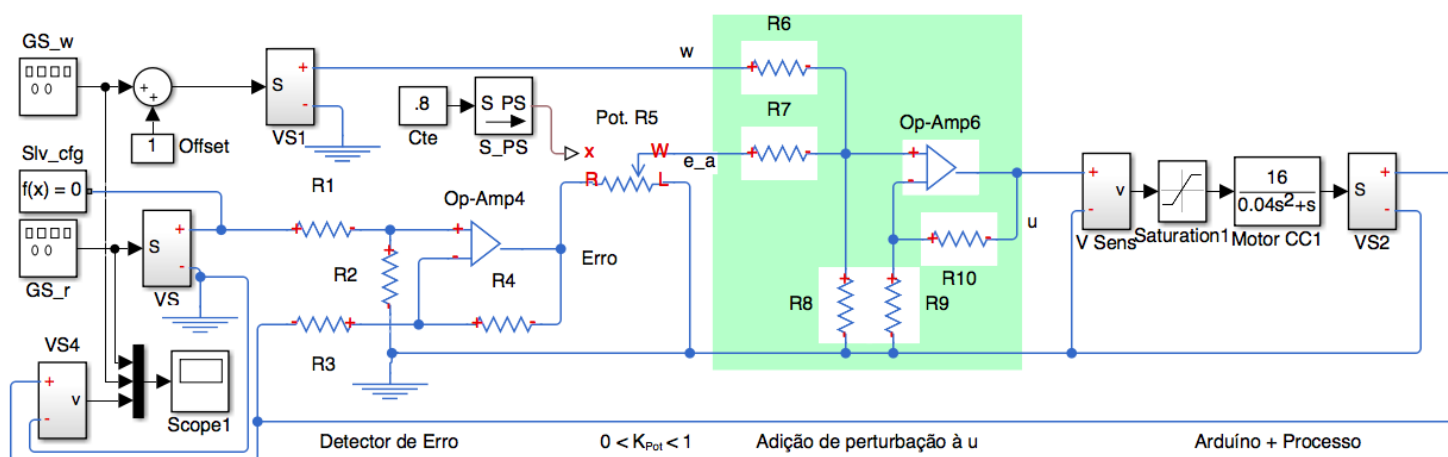 GS_w
S
VS1
Offset
1
Slv_cfg
f(x) = 0
S
VS
GS_r
VS4
v
Scope1
R1
R2
R3
R4
Op-Amp4
Erro
.8
Cte
S PS
S_PS
Pot. R5
x
W
R
L
e_a
w
R6
R7
Op-Amp6
R8
R9
R10
u
v
V Sens
Saturation1
16
0.04s²+s
Motor CC1
S
VS2
Detector de Erro
0 < KPot < 1
Adição de perturbação à u
Arduíno + Processo